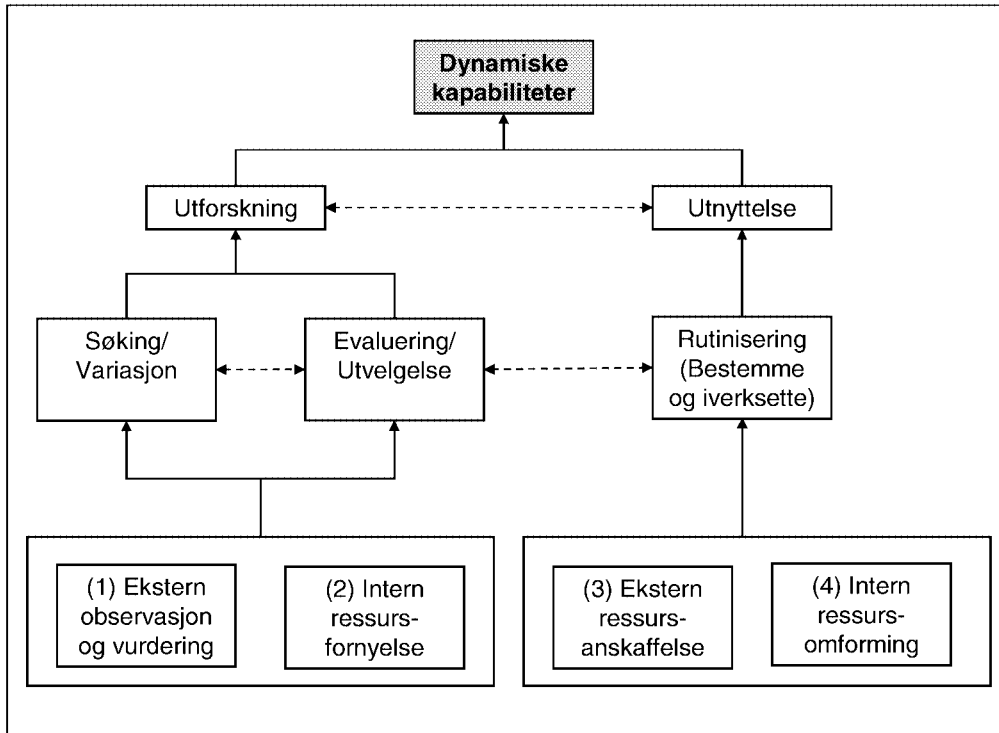 Dynamiske
kapabiliteter
Utforskning
Utnyttelse
Søking/
Variasjon
Evaluering/
Utvelgelse
Rutinisering
(Bestemme
og iverksette)
(1) Ekstern
observasjon
og vurdering
(2) Intern
ressurs-
fornyelse
(3) Ekstern
ressurs-
anskaffelse
(4) Intern
ressurs-
omforming